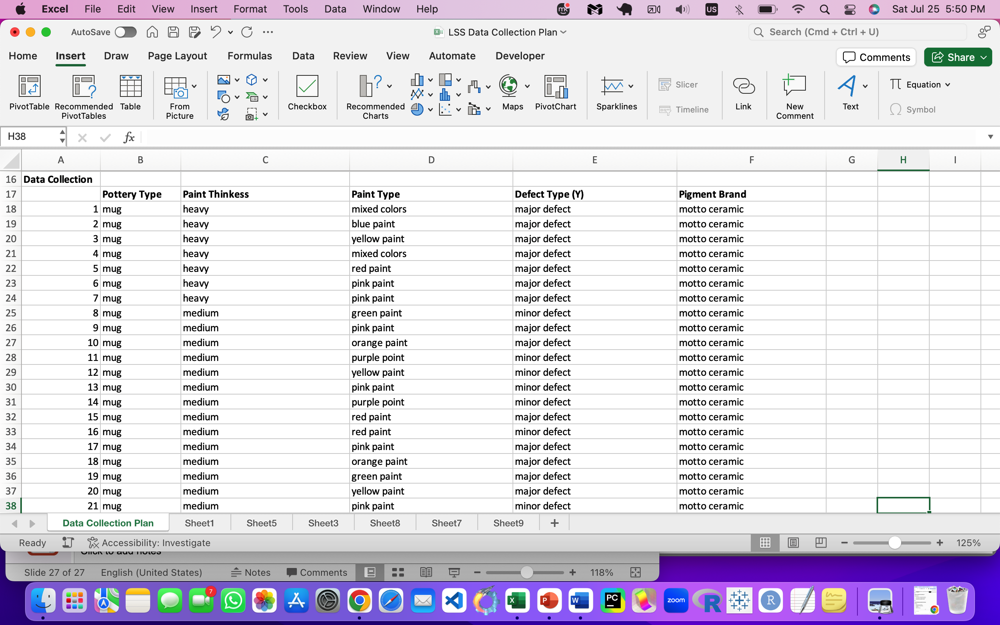 Excel File Edit View Insert Format Tools Data Window Help US Sat Jul 25 5:50 PM
AutoSave LSS Data Collection Plan Search (Cmd + Ctrl + U)
Home Insert Draw Page Layout Formulas Data Review View Automate Developer Comments Share
PivotTable Recommended PivotTables Table From Picture Checkbox Recommended Charts Maps PivotChart Sparklines Slicer Timeline Link New Comment Text Equation Symbol
H38 fx
A B C D E F G H I
16 Data Collection
17 Pottery Type Paint Thinkess Paint Type Defect Type (Y) Pigment Brand
18 1 mug heavy mixed colors major defect motto ceramic
19 2 mug heavy blue paint major defect motto ceramic
20 3 mug heavy yellow paint major defect motto ceramic
21 4 mug heavy mixed colors major defect motto ceramic
22 5 mug heavy red paint major defect motto ceramic
23 6 mug heavy pink paint major defect motto ceramic
24 7 mug heavy pink paint major defect motto ceramic
25 8 mug medium green paint minor defect motto ceramic
26 9 mug medium pink paint major defect motto ceramic
27 10 mug medium orange paint major defect motto ceramic
28 11 mug medium purple point minor defect motto ceramic
29 12 mug medium yellow paint minor defect motto ceramic
30 13 mug medium pink paint minor defect motto ceramic
31 14 mug medium purple point minor defect motto ceramic
32 15 mug medium red paint major defect motto ceramic
33 16 mug medium red paint minor defect motto ceramic
34 17 mug medium pink paint major defect motto ceramic
35 18 mug medium orange paint major defect motto ceramic
36 19 mug medium green paint major defect motto ceramic
37 20 mug medium yellow paint major defect motto ceramic
38 21 mug medium pink paint minor defect motto ceramic
Data Collection Plan Sheet1 Sheet5 Sheet3 Sheet8 Sheet7 Sheet9 +
Ready Accessibility: Investigate 125%
Click to add notes
Slide 27 of 27 English (United States) Notes Comments 118%
7 X P W PC zoom R R